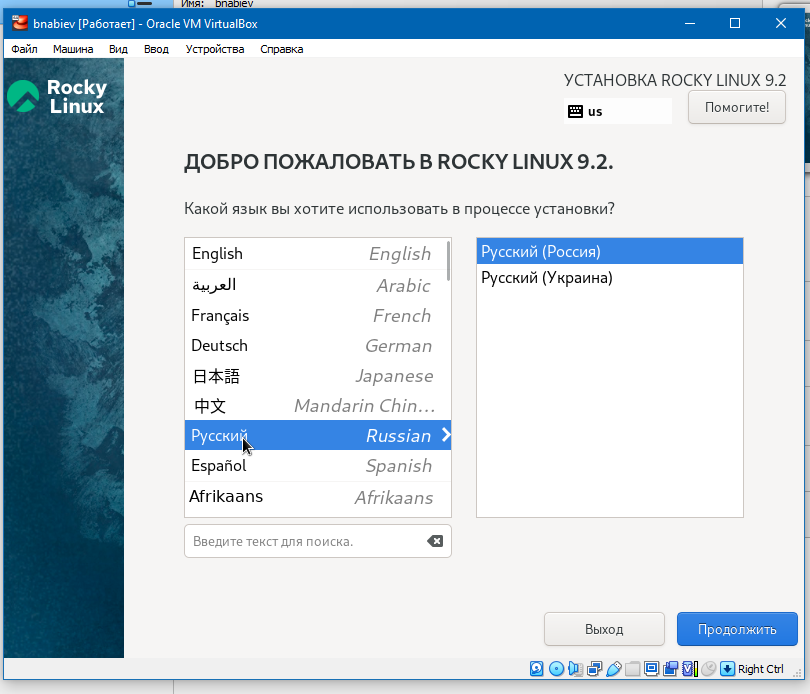 Имя: bnabiev
bnabiev [Работает] - Oracle VM VirtualBox
Файл Машина Вид Ввод Устройства Справка
Rocky
Linux
УСТАНОВКА ROCKY LINUX 9.2
us
Помогите!
ДОБРО ПОЖАЛОВАТЬ В ROCKY LINUX 9.2.
Какой язык вы хотите использовать в процессе установки?
English English
العربية Arabic
Français French
Deutsch German
日本語 Japanese
中文 Mandarin Chin...
Русский Russian
Español Spanish
Afrikaans Afrikaans
Русский (Россия)
Русский (Украина)
Введите текст для поиска.
Выход
Продолжить
Right Ctrl